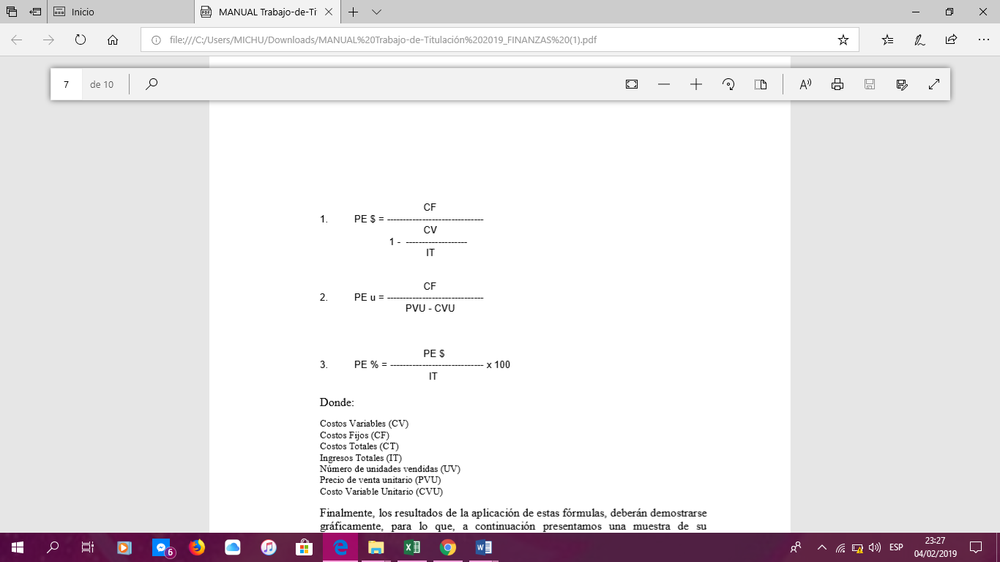 Inicio
MANUAL Trabajo-de-Ti
file:///C:/Users/MICHU/Downloads/MANUAL%20Trabajo-de-Titulación%202019_FINANZAS%20(1).pdf
7 de 10
CF
1. PE $ = ------------------------------
CV
1 - -------------------
IT
CF
2. PE u = ------------------------------
PVU - CVU
PE $
3. PE % = ----------------------------- x 100
IT
Donde:
Costos Variables (CV)
Costos Fijos (CF)
Costos Totales (CT)
Ingresos Totales (IT)
Número de unidades vendidas (UV)
Precio de venta unitario (PVU)
Costo Variable Unitario (CVU)
Finalmente, los resultados de la aplicación de estas fórmulas, deberán demostrarse
gráficamente, para lo que, a continuación presentamos una muestra de su
6
ESP
23:27
04/02/2019